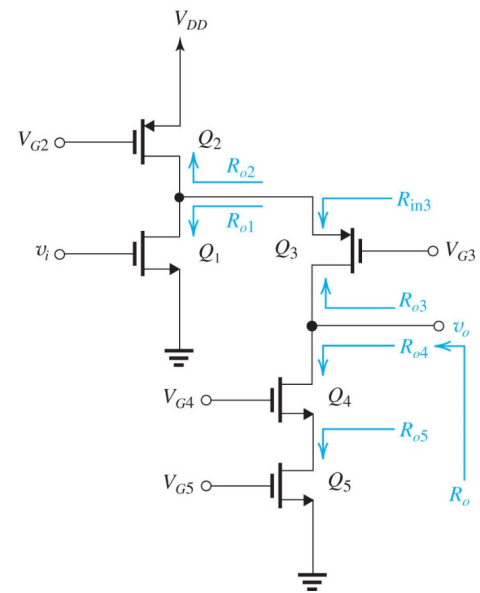 V_DD
V_G2
Q_2
R_o2
R_o1
R_in3
v_i
Q_1
Q_3
V_G3
R_o3
v_o
R_o4
V_G4
Q_4
R_o5
V_G5
Q_5
R_o